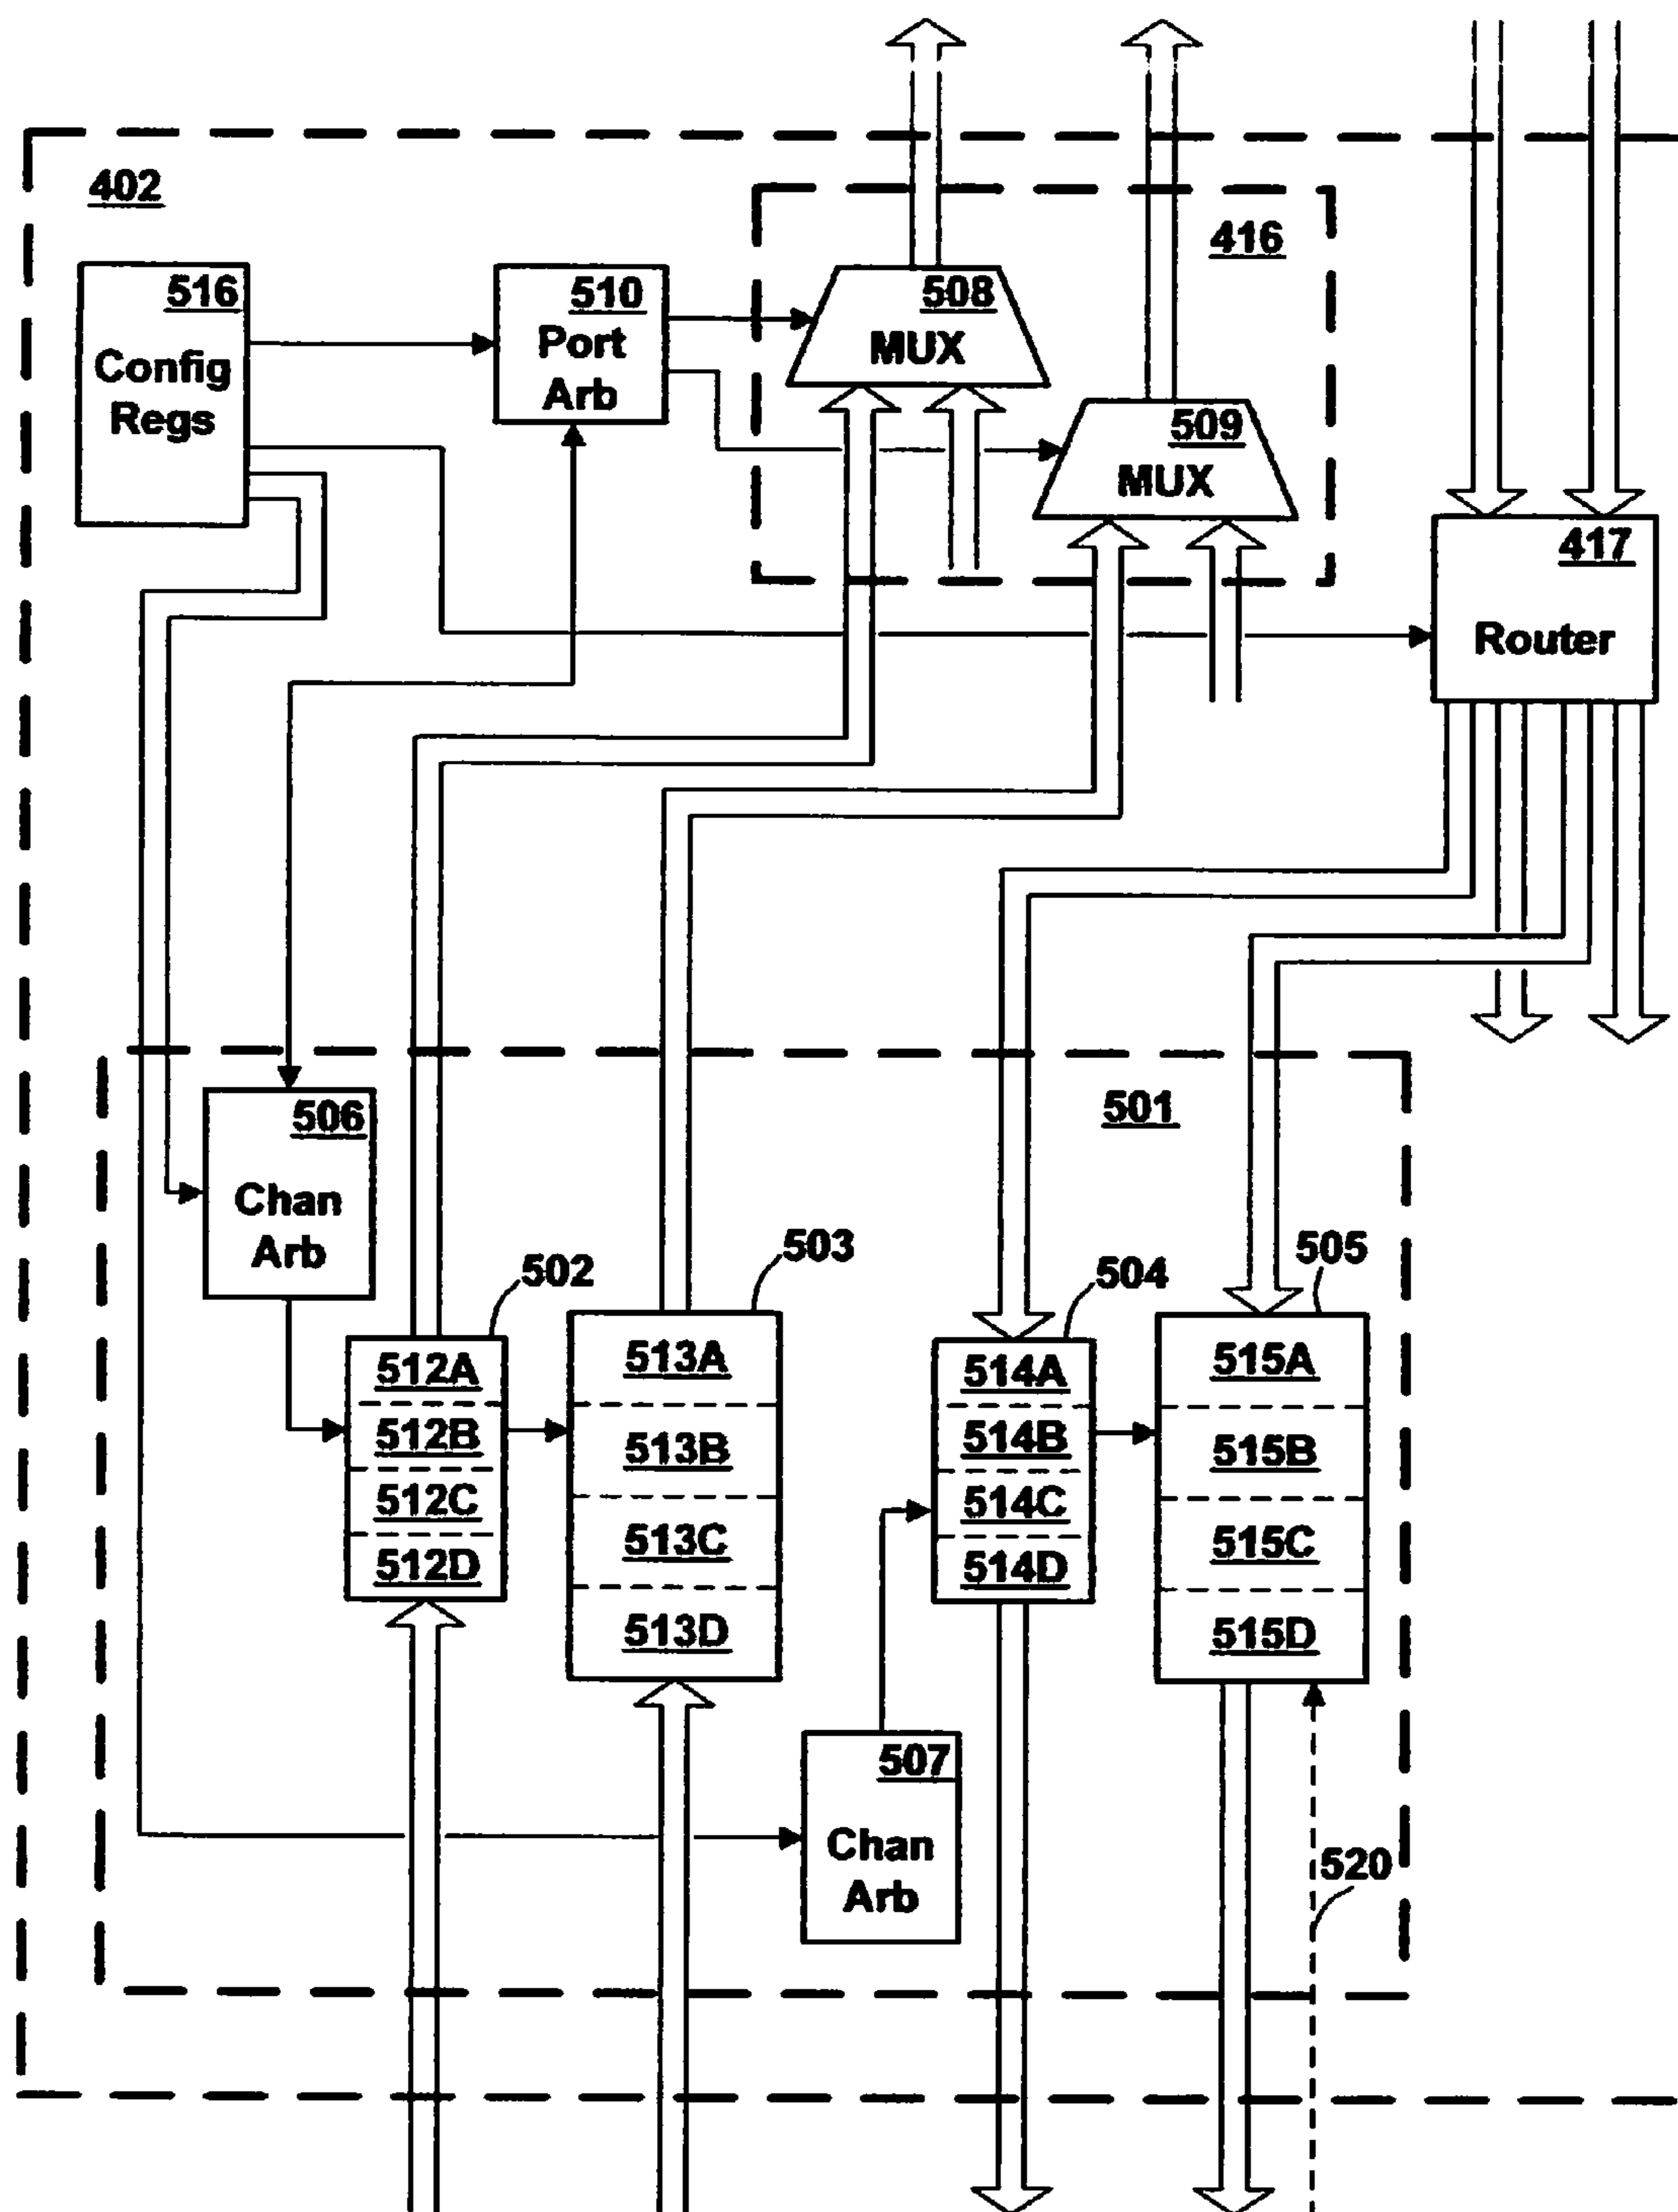 402
416
516
Config
Regs
510
Port
Arb
508
MUX
509
MUX
417
Router
501
506
Chan
Arb
502
503
504
505
512A
512B
512C
512D
513A
513B
513C
513D
514A
514B
514C
514D
515A
515B
515C
515D
507
Chan
Arb
520